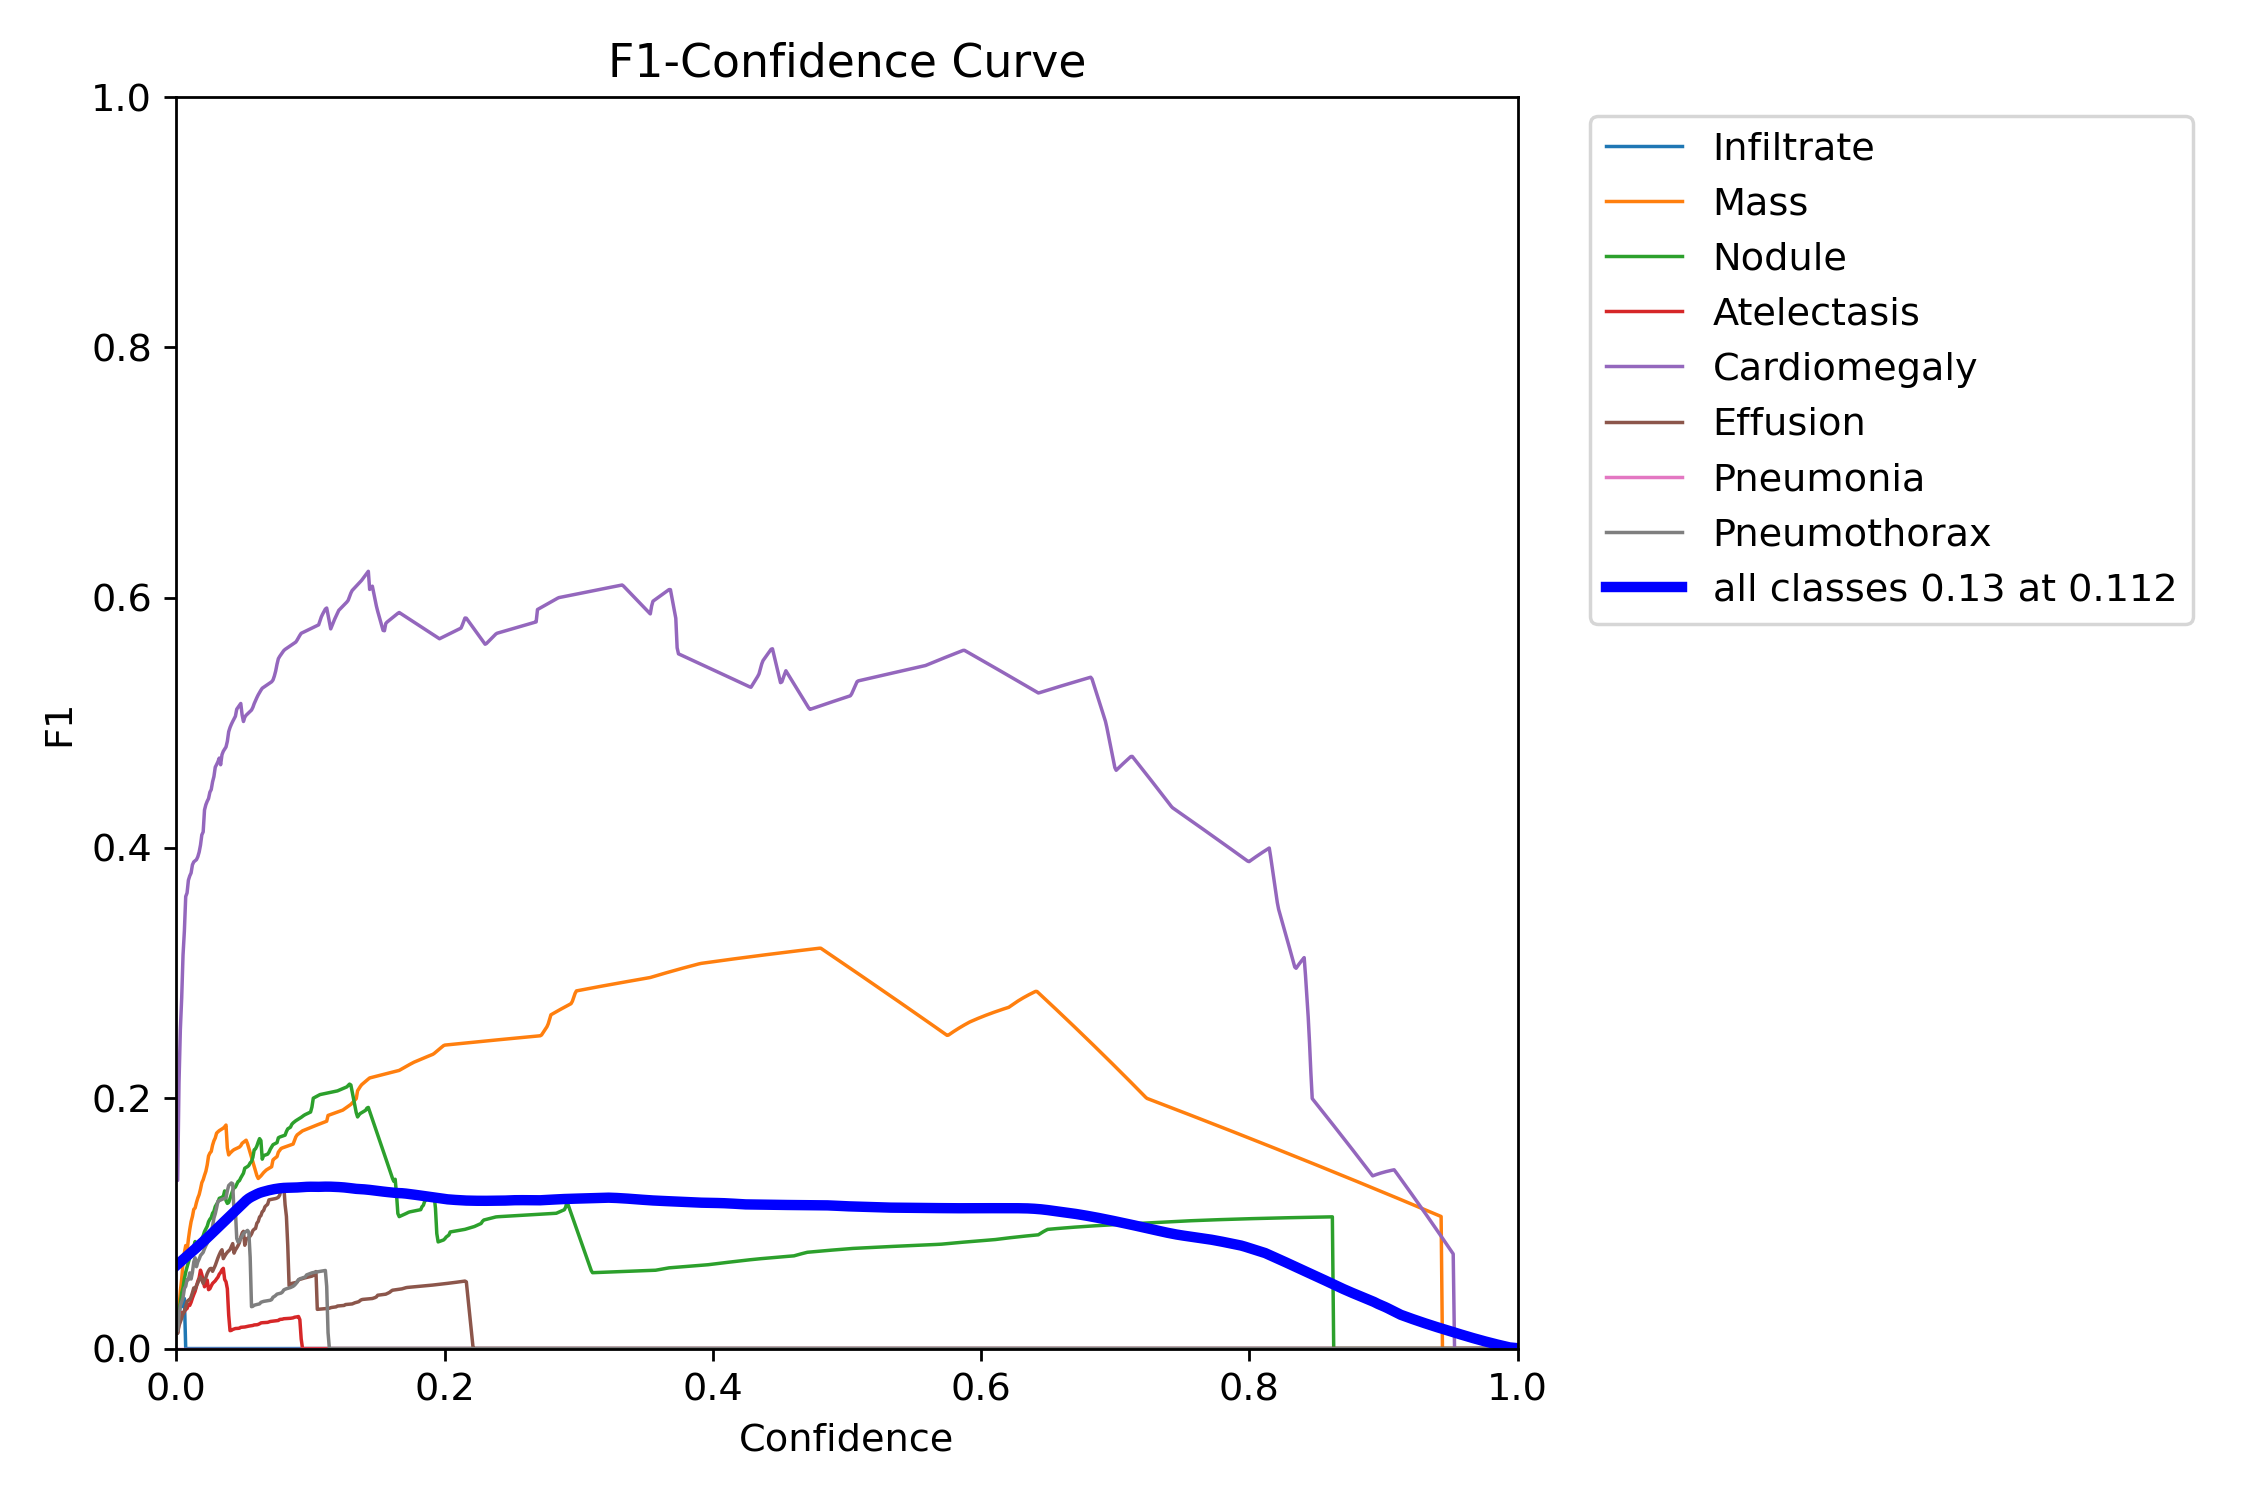 F1-Confidence Curve
1.0
0.8
0.6
0.4
0.2
0.0
F1
0.0 0.2 0.4 0.6 0.8 1.0
Confidence
Infiltrate
Mass
Nodule
Atelectasis
Cardiomegaly
Effusion
Pneumonia
Pneumothorax
all classes 0.13 at 0.112